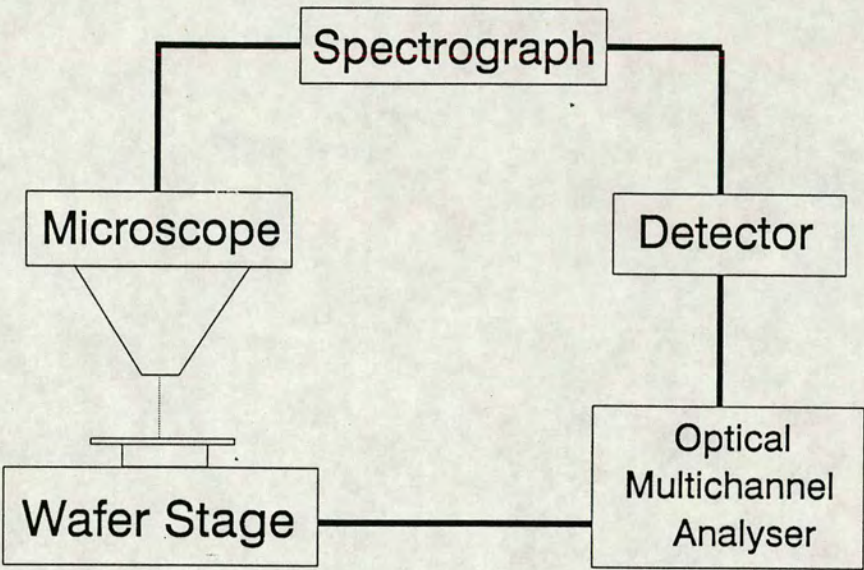 Spectrograph
Microscope
Detector
Optical
Multichannel
Analyser
Wafer Stage